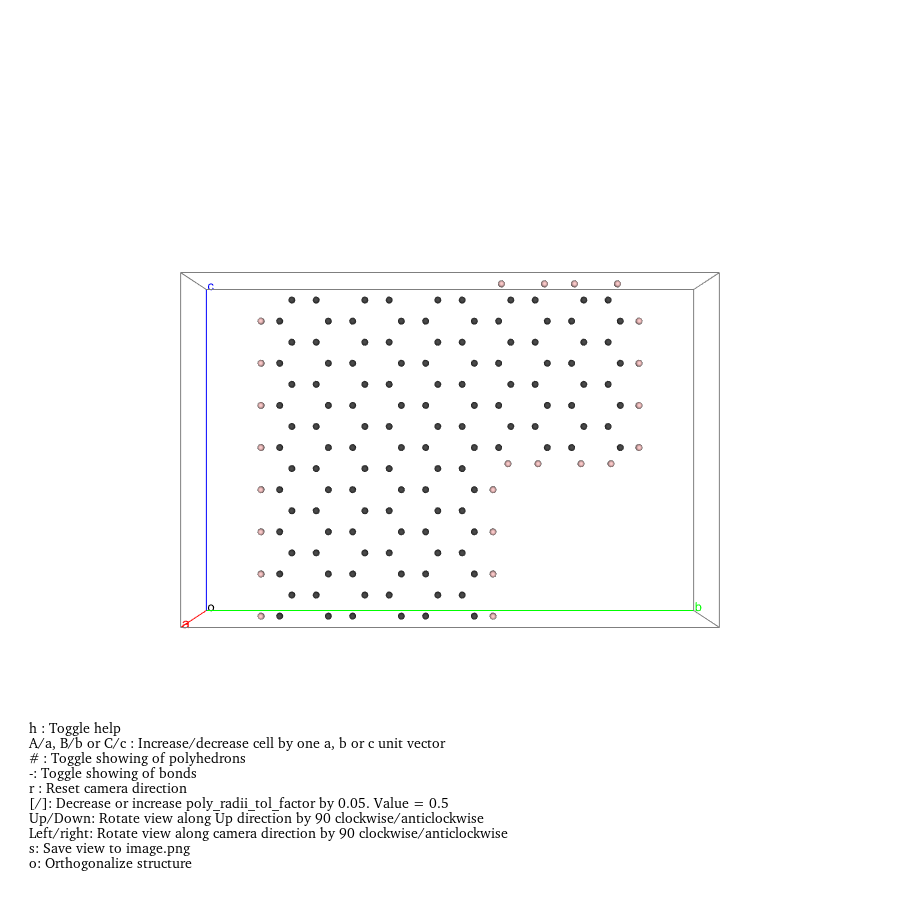 c
o
b
a
h : Toggle help
A/a, B/b or C/c : Increase/decrease cell by one a, b or c unit vector
# : Toggle showing of polyhedrons
-: Toggle showing of bonds
r : Reset camera direction
[/]: Decrease or increase poly_radii_tol_factor by 0.05. Value = 0.5
Up/Down: Rotate view along Up direction by 90 clockwise/anticlockwise
Left/right: Rotate view along camera direction by 90 clockwise/anticlockwise
s: Save view to image.png
o: Orthogonalize structure